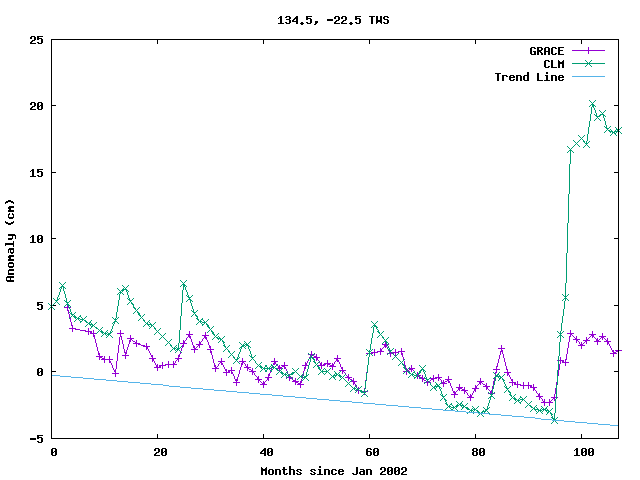 134.5, -22.5 TWS
GRACE
CLM
Trend Line
25
20
15
10
5
0
-5
Anomaly (cm)
0 20 40 60 80 100
Months since Jan 2002